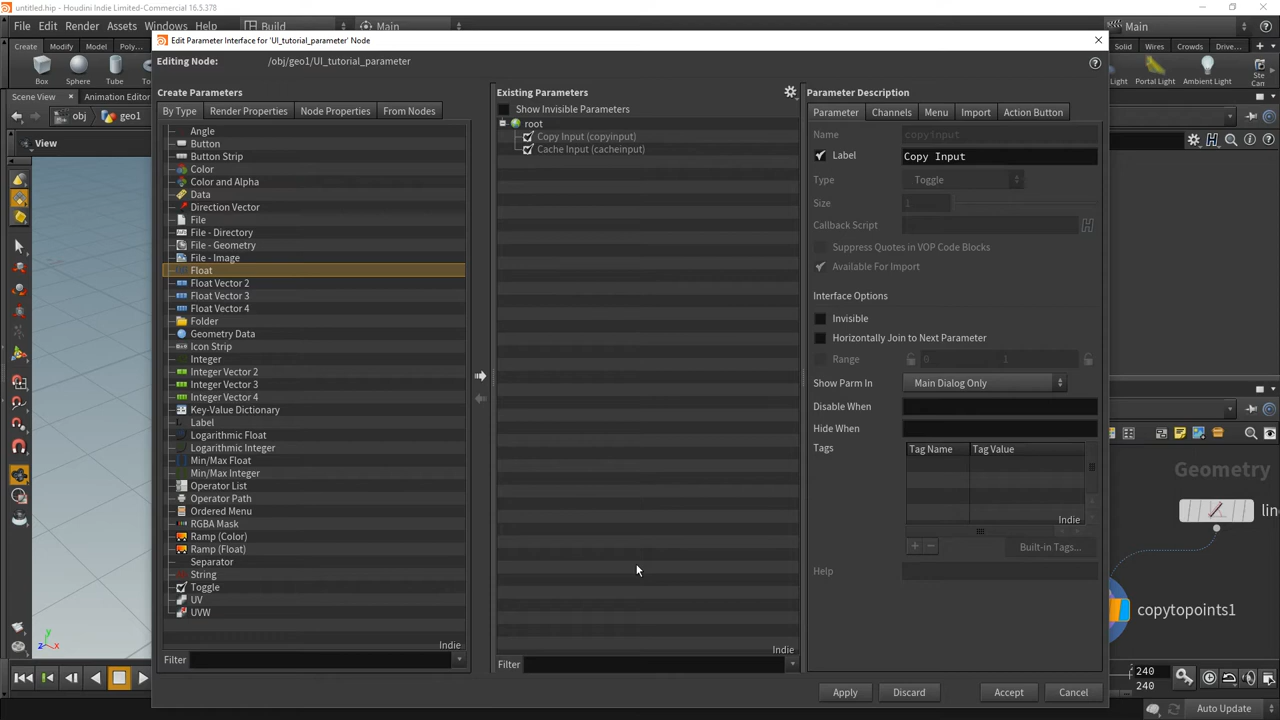 untitled.hip - Houdini Indie Limited-Commercial 16.5.378
File Edit Render Assets Windows Build Main Main
Edit Parameter Interface for 'UI_tutorial_parameter' Node
Create Modify Model Poly... Solid Wires Crowds Drive...
Box Sphere Tube Light Portal Light Ambient Light
Scene View Animation Editor
obj geo1
View
Editing Node: /obj/geo1/UI_tutorial_parameter
Create Parameters
By Type Render Properties Node Properties From Nodes
Angle
Button
Button Strip
Color
Color and Alpha
Data
Direction Vector
File
File - Directory
File - Geometry
File - Image
Float
Float Vector 2
Float Vector 3
Float Vector 4
Folder
Geometry Data
Icon Strip
Integer
Integer Vector 2
Integer Vector 3
Integer Vector 4
Key-Value Dictionary
Label
Logarithmic Float
Logarithmic Integer
Min/Max Float
Min/Max Integer
Operator List
Operator Path
Ordered Menu
RGBA Mask
Ramp (Color)
Ramp (Float)
Separator
String
Toggle
UV
UVW
Indie
Filter
Existing Parameters
Show Invisible Parameters
root
Copy Input (copyinput)
Cache Input (cacheinput)
Indie
Filter
Parameter Description
Parameter Channels Menu Import Action Button
Name copyinput
Label Copy Input
Type Toggle
Size 1
Callback Script
Suppress Quotes in VOP Code Blocks
Available For Import
Interface Options
Invisible
Horizontally Join to Next Parameter
Range 0 1
Show Parm In Main Dialog Only
Disable When
Hide When
Tags Tag Name Tag Value
Indie
Built-in Tags...
Help
Apply Discard Accept Cancel
Geometry
line
copytopoints1
240
240
Auto Update